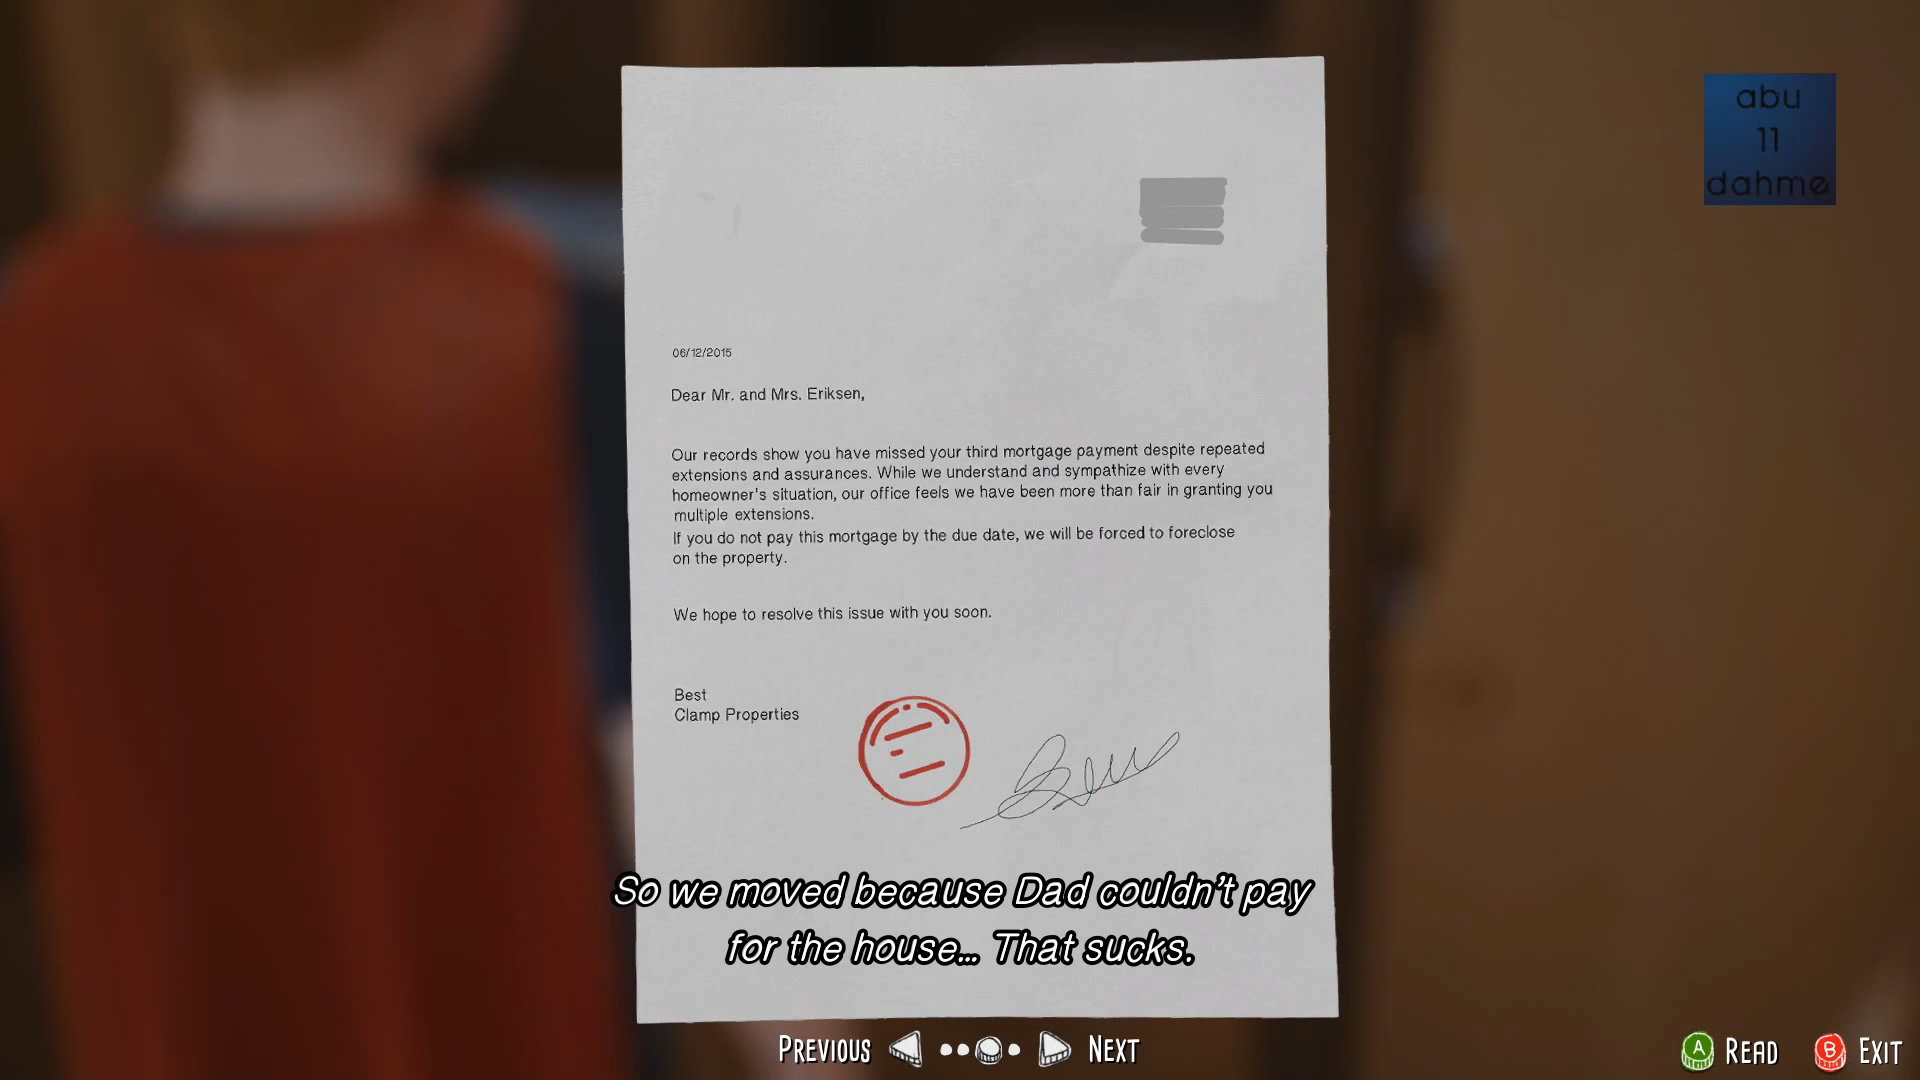 abu
11
dahme
06/12/2015
Dear Mr. and Mrs. Eriksen,
Our records show you have missed your third mortgage payment despite repeated
extensions and assurances. While we understand and sympathize with every
homeowner's situation, our office feels we have been more than fair in granting you
multiple extensions.
If you do not pay this mortgage by the due date, we will be forced to foreclose
on the property.
We hope to resolve this issue with you soon.
Best
Clamp Properties
So we moved because Dad couldn't pay
for the house... That sucks.
PREVIOUS NEXT
A READ B EXIT